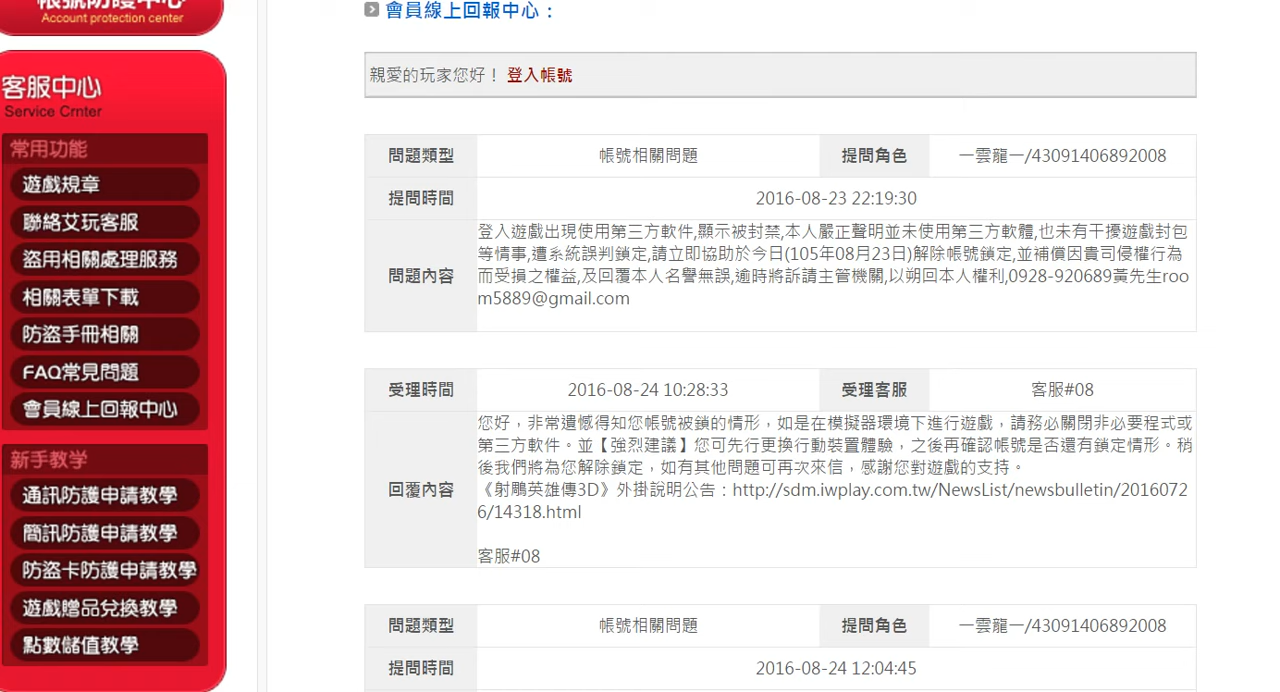 帳號防護中心
Account protection center
客服中心
Service Crnter
常用功能
遊戲規章
聯絡艾玩客服
盜用相關處理服務
相關表單下載
防盜手冊相關
FAQ常見問題
會員線上回報中心
新手教学
通訊防護申請教學
簡訊防護申請教學
防盜卡防護申請教學
遊戲贈品兌換教學
點數儲值教學
會員線上回報中心：
親愛的玩家您好！ 登入帳號
問題類型 帳號相關問題 提問角色 一雲龍一/43091406892008
提問時間 2016-08-23 22:19:30
問題內容
登入遊戲出現使用第三方軟件,顯示被封禁,本人嚴正聲明並未使用第三方軟體,也未有干擾遊戲封包
等情事,遭系統誤判鎖定,請立即協助於今日(105年08月23日)解除帳號鎖定,並補償因貴司侵權行為
而受損之權益,及回覆本人名譽無誤,逾時將訴請主管機關,以朔回本人權利,0928-920689黃先生roo
m5889@gmail.com
受理時間 2016-08-24 10:28:33 受理客服 客服#08
回覆內容
您好，非常遺憾得知您帳號被鎖的情形，如是在模擬器環境下進行遊戲，請務必關閉非必要程式或
第三方軟件。並【強烈建議】您可先行更換行動裝置體驗，之後再確認帳號是否還有鎖定情形。稍
後我們將為您解除鎖定，如有其他問題可再次來信，感謝您對遊戲的支持。
《射鵰英雄傳3D》外掛說明公告：http://sdm.iwplay.com.tw/NewsList/newsbulletin/2016072
6/14318.html
客服#08
問題類型 帳號相關問題 提問角色 一雲龍一/43091406892008
提問時間 2016-08-24 12:04:45